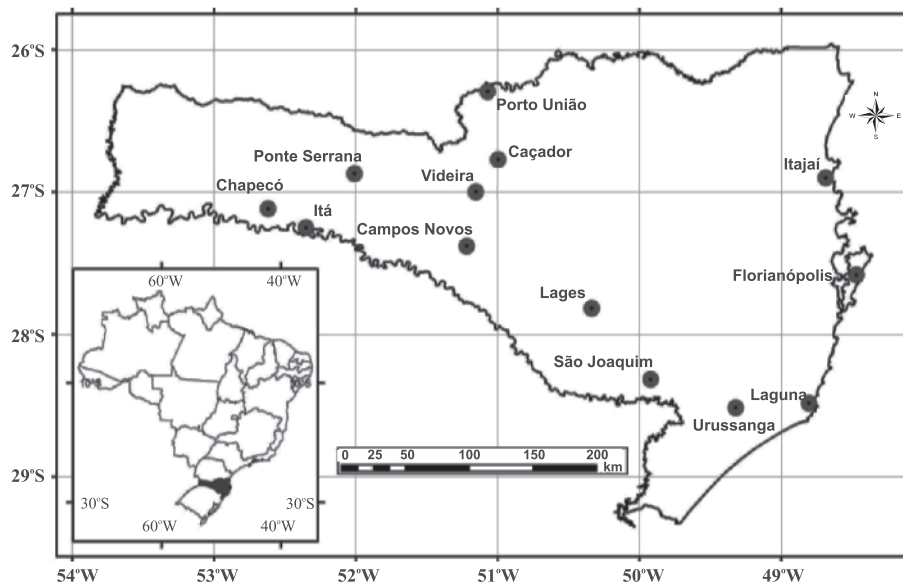 26°S
27°S
28°S
29°S
Porto União
Caçador
Ponte Serrana
Videira
Chapecó
Itá
Campos Novos
Itajaí
Florianópolis
Lages
São Joaquim
Laguna
Urussanga
N
W E
S
60°W 40°W
10°S 10°S
30°S 30°S
60°W 40°W
0 25 50 100 150 200
km
54°W 53°W 52°W 51°W 50°W 49°W